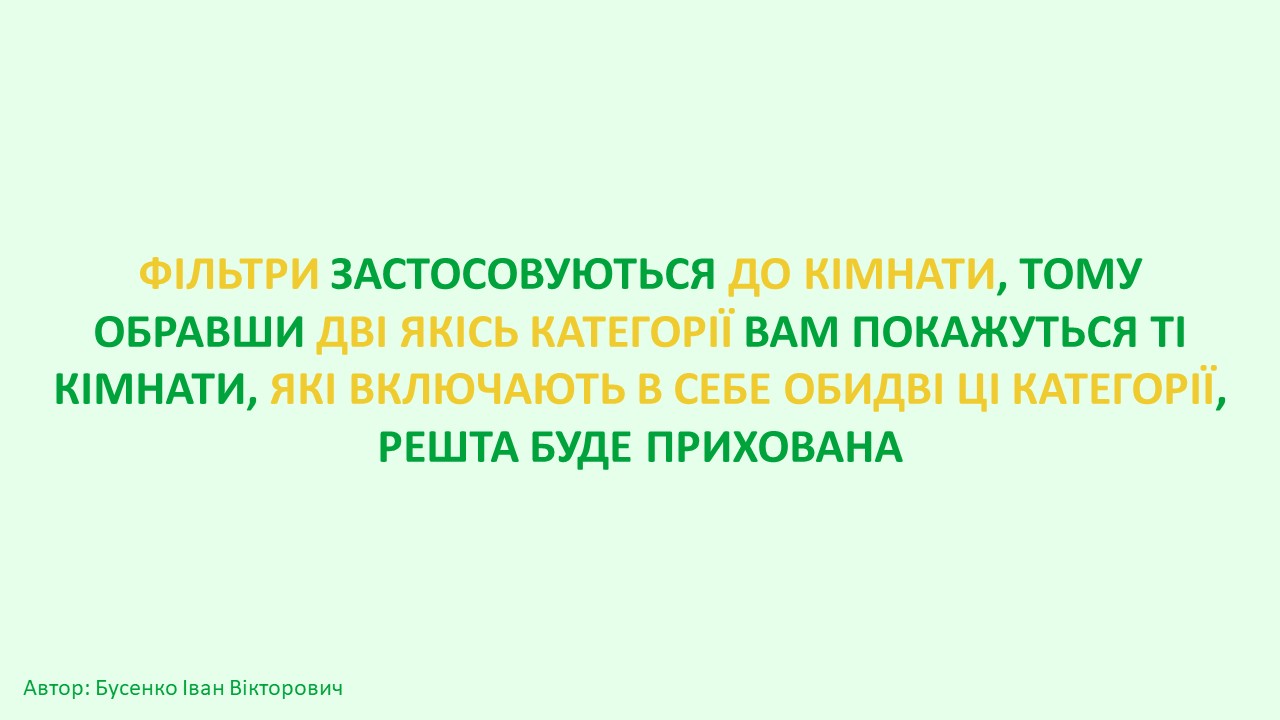 ФІЛЬТРИ ЗАСТОСОВУЮТЬСЯ ДО КІМНАТИ, ТОМУ
ОБРАВШИ ДВІ ЯКІСЬ КАТЕГОРІЇ ВАМ ПОКАЖУТЬСЯ ТІ
КІМНАТИ, ЯКІ ВКЛЮЧАЮТЬ В СЕБЕ ОБИДВІ ЦІ КАТЕГОРІЇ,
РЕШТА БУДЕ ПРИХОВАНА
Автор: Бусенко Іван Вікторович